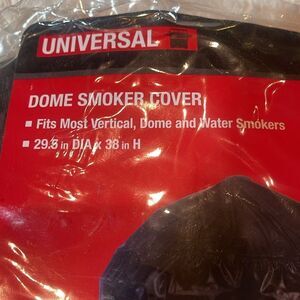 UNIVERSAL
DOME SMOKER COVER
▪ Fits Most Vertical, Dome and Water Smokers
▪ 29.5 in DIA x 38 in H